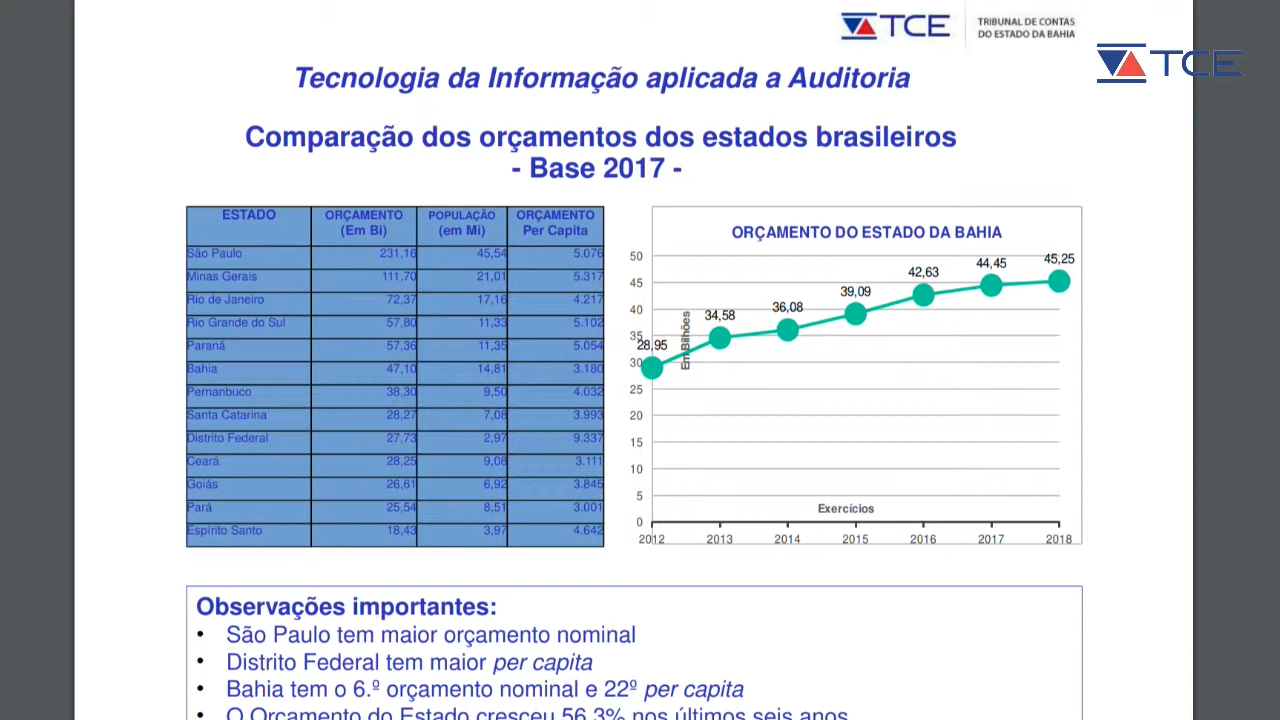 TCE
TRIBUNAL DE CONTAS
DO ESTADO DA BAHIA
TCE
Tecnologia da Informação aplicada a Auditoria
Comparação dos orçamentos dos estados brasileiros
- Base 2017 -
ESTADO ORÇAMENTO (Em Bi) POPULAÇÃO (em Mi) ORÇAMENTO Per Capita
São Paulo 231,16 45,54 5.076
Minas Gerais 111,70 21,01 5.317
Rio de Janeiro 72,37 17,16 4.217
Rio Grande do Sul 57,80 11,33 5.102
Paraná 57,36 11,35 5.054
Bahia 47,10 14,81 3.180
Pernanbuco 38,30 9,50 4.032
Santa Catarina 28,27 7,08 3.993
Distrito Federal 27,73 2,97 9.337
Ceará 28,25 9,08 3.111
Goiás 26,61 6,92 3.845
Pará 25,54 8,51 3.001
Espírito Santo 18,43 3,97 4.642
ORÇAMENTO DO ESTADO DA BAHIA
50
45
40
35
30
25
20
15
10
5
0
Em Bilhões
28,95 34,58 36,08 39,09 42,63 44,45 45,25
Exercícios
2012 2013 2014 2015 2016 2017 2018
Observações importantes:
• São Paulo tem maior orçamento nominal
• Distrito Federal tem maior per capita
• Bahia tem o 6.º orçamento nominal e 22º per capita
• O Orçamento do Estado cresceu 56,3% nos últimos seis anos